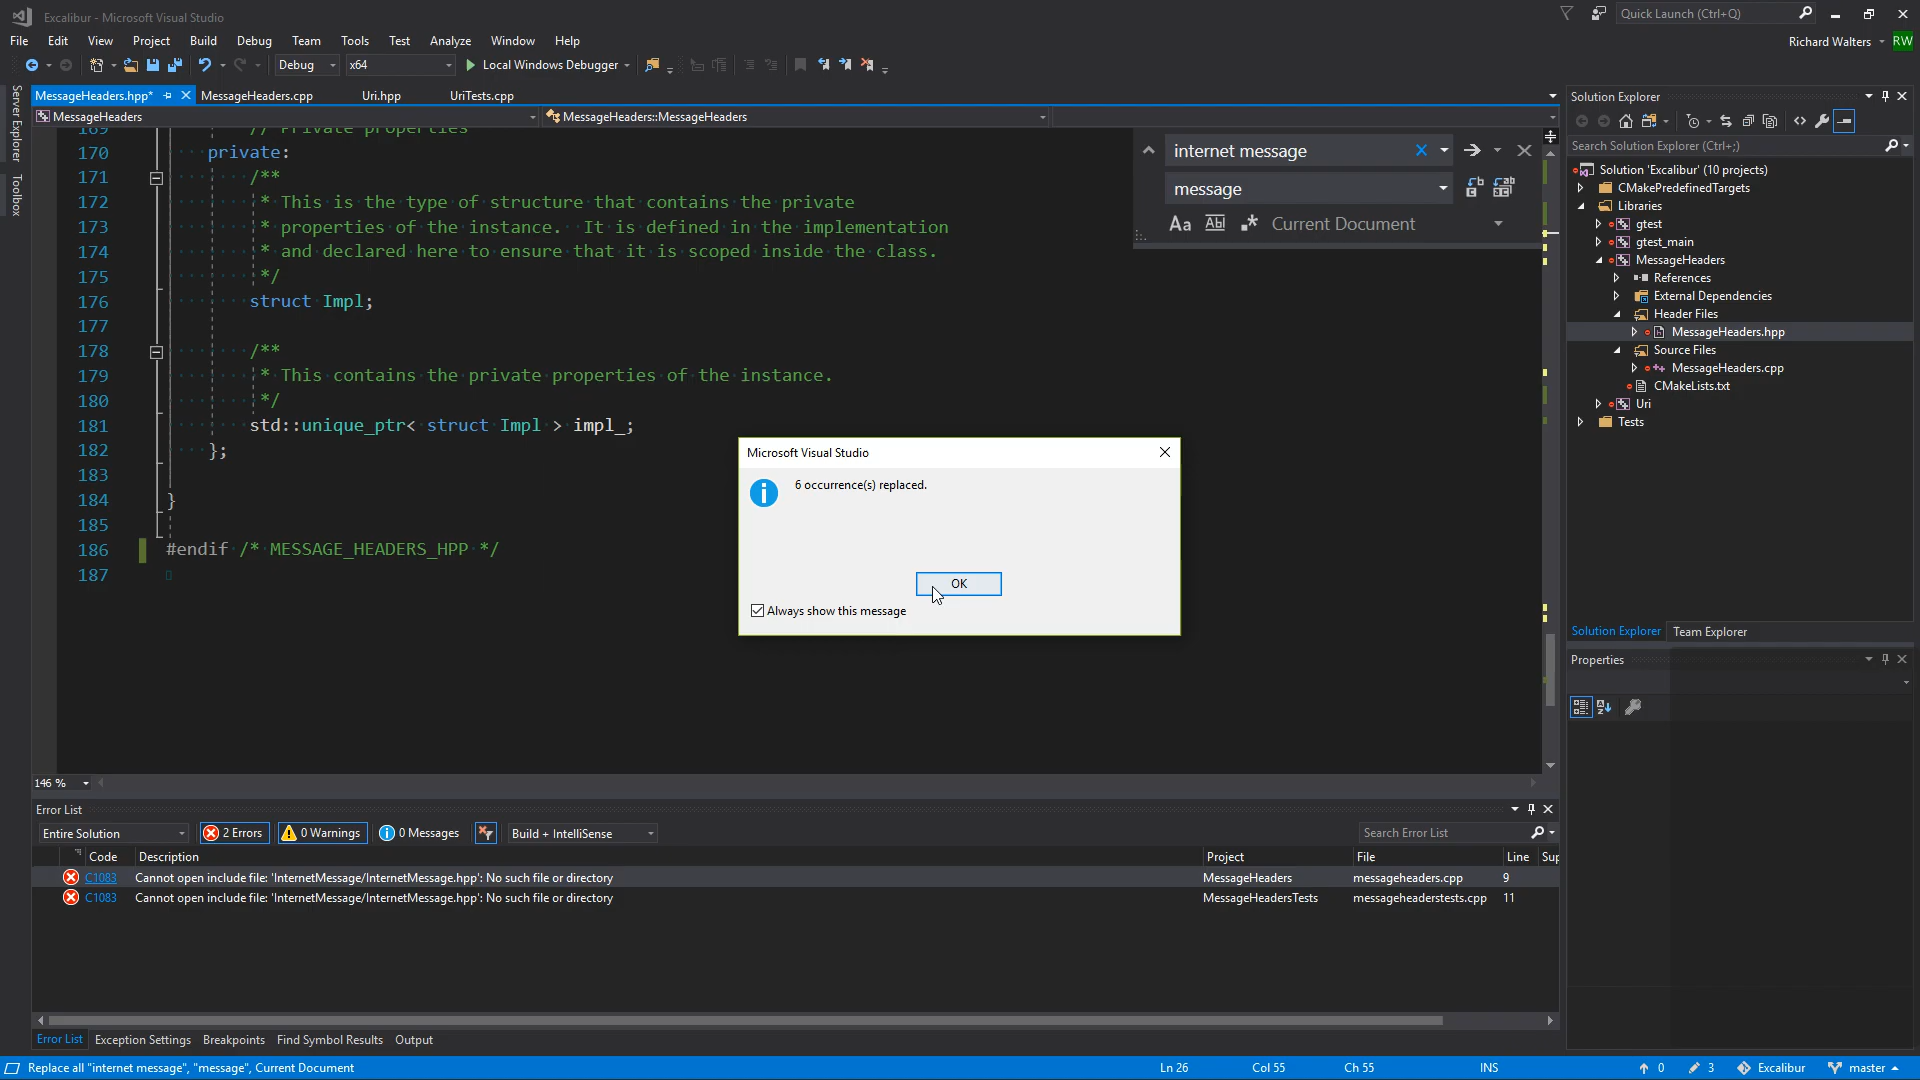 Excalibur - Microsoft Visual Studio
Quick Launch (Ctrl+Q)
File Edit View Project Build Debug Team Tools Test Analyze Window Help
Richard Walters RW
Debug x64 Local Windows Debugger
Server Explorer
Toolbox
MessageHeaders.hpp* MessageHeaders.cpp Uri.hpp UriTests.cpp
MessageHeaders MessageHeaders::MessageHeaders
169 // Private properties
170 private:
171 /**
172 * This is the type of structure that contains the private
173 * properties of the instance. It is defined in the implementation
174 * and declared here to ensure that it is scoped inside the class.
175 */
176 struct Impl;
177
178 /**
179 * This contains the private properties of the instance.
180 */
181 std::unique_ptr< struct Impl > impl_;
182 };
183
184 }
185
186 #endif /* MESSAGE_HEADERS_HPP */
187
internet message
message
Aa Abl .* Current Document
Microsoft Visual Studio
6 occurrence(s) replaced.
OK
Always show this message
146 %
Solution Explorer
Search Solution Explorer (Ctrl+;)
Solution 'Excalibur' (10 projects)
CMakePredefinedTargets
Libraries
gtest
gtest_main
MessageHeaders
References
External Dependencies
Header Files
MessageHeaders.hpp
Source Files
MessageHeaders.cpp
CMakeLists.txt
Uri
Tests
Solution Explorer Team Explorer
Properties
Error List
Entire Solution 2 Errors 0 Warnings 0 Messages Build + IntelliSense Search Error List
Code Description Project File Line Sup
C1083 Cannot open include file: 'InternetMessage/InternetMessage.hpp': No such file or directory MessageHeaders messageheaders.cpp 9
C1083 Cannot open include file: 'InternetMessage/InternetMessage.hpp': No such file or directory MessageHeadersTests messageheaderstests.cpp 11
Error List Exception Settings Breakpoints Find Symbol Results Output
Replace all "internet message", "message", Current Document Ln 26 Col 55 Ch 55 INS 0 3 Excalibur master